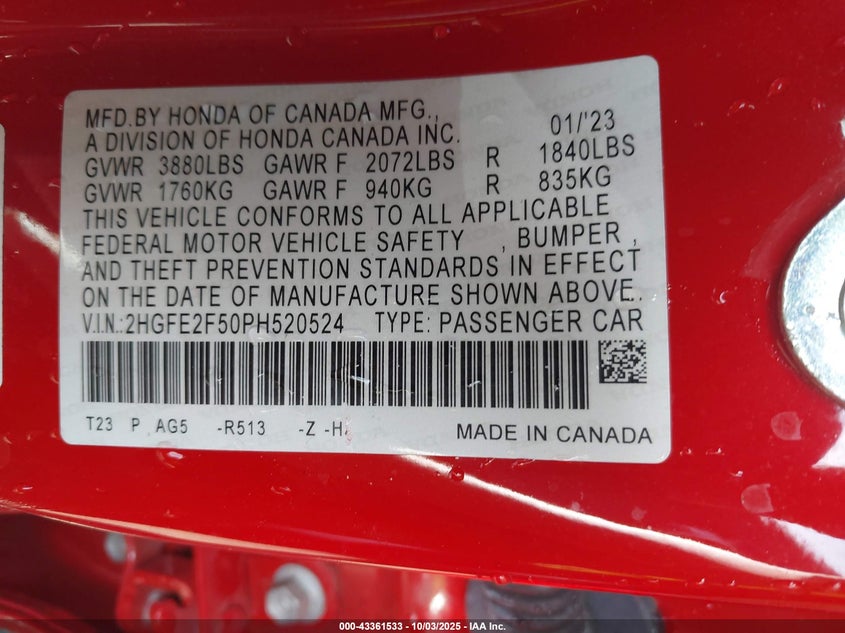 MFD.BY HONDA OF CANADA MFG.,
A DIVISION OF HONDA CANADA INC. 01/'23
GVWR 3880LBS GAWR F 2072LBS R 1840LBS
GVWR 1760KG GAWR F 940KG R 835KG
THIS VEHICLE CONFORMS TO ALL APPLICABLE
FEDERAL MOTOR VEHICLE SAFETY , BUMPER ,
AND THEFT PREVENTION STANDARDS IN EFFECT
ON THE DATE OF MANUFACTURE SHOWN ABOVE.
V.I.N.:2HGFE2F50PH520524 TYPE: PASSENGER CAR
T23 P AG5 -R513 -Z -H
MADE IN CANADA
000-43361533 - 10/03/2025 - IAA Inc.